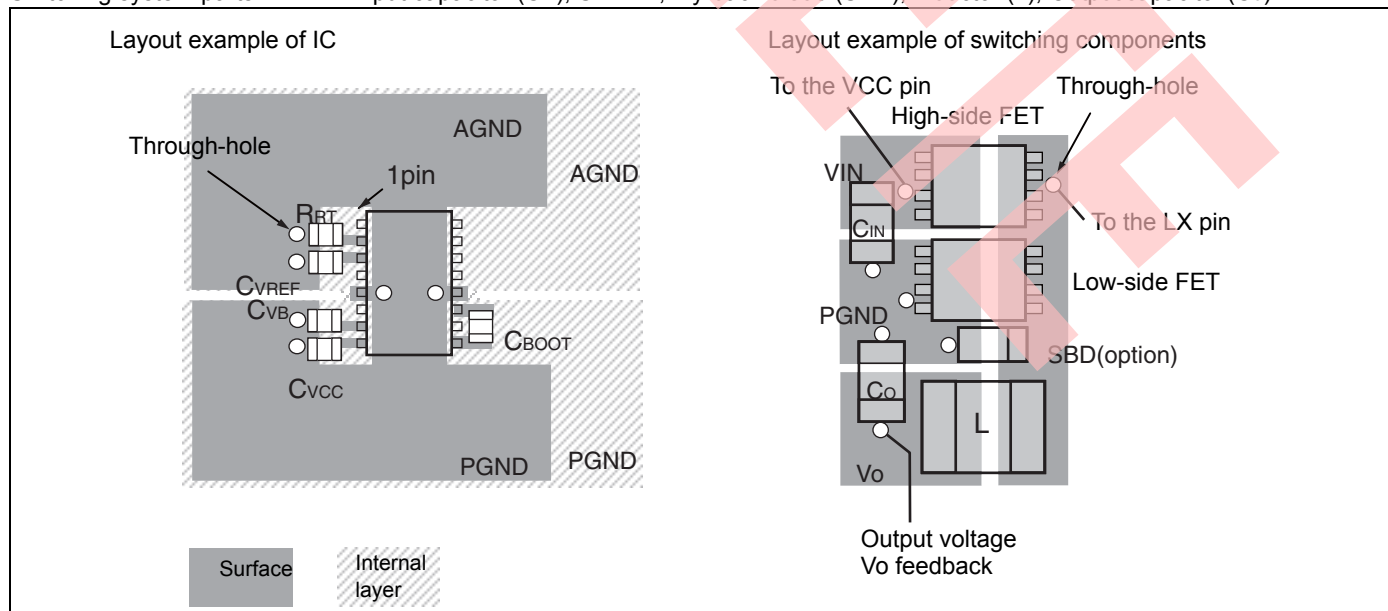 Layout example of IC
AGND
Through-hole
1pin
AGND
RRT
CVREF
CVB
CBOOT
CVCC
PGND
PGND
Surface
Internal
layer
Layout example of switching components
To the VCC pin
Through-hole
High-side FET
VIN
CIN
To the LX pin
Low-side FET
PGND
SBD(option)
Co
L
Vo
Output voltage
Vo feedback